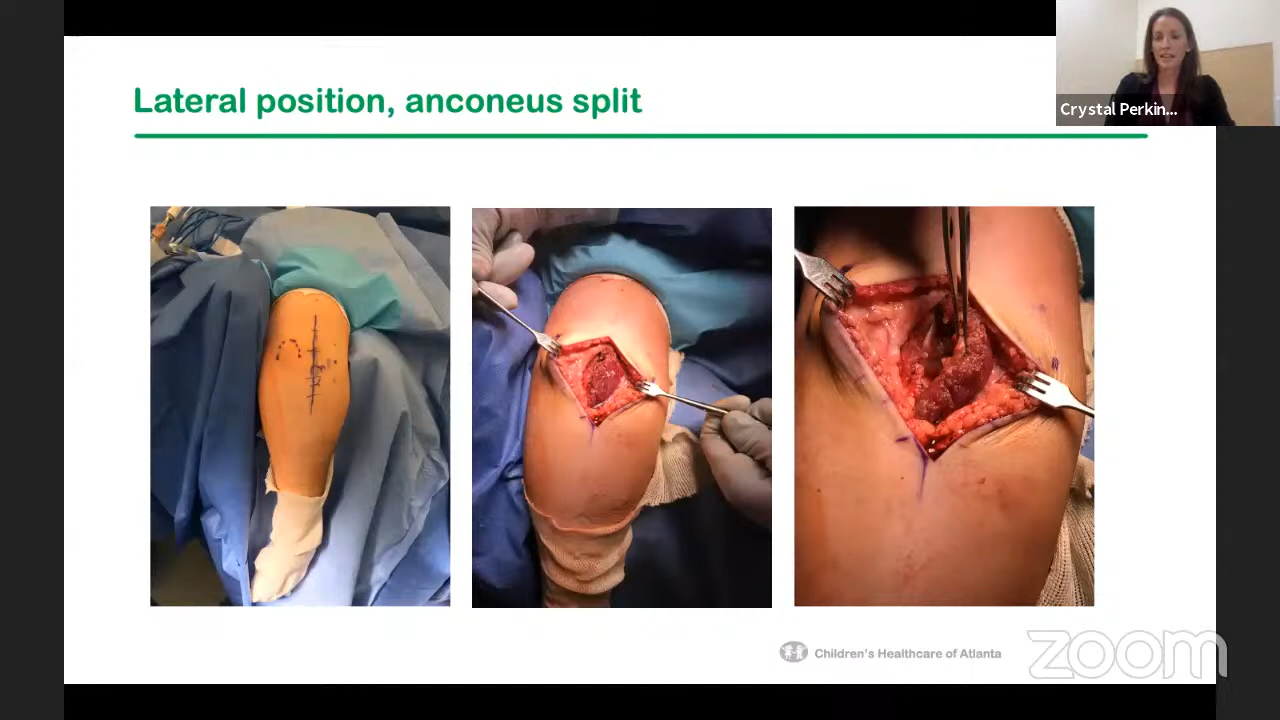 Lateral position, anconeus split
Crystal Perkin...
Children's Healthcare of Atlanta
zoom